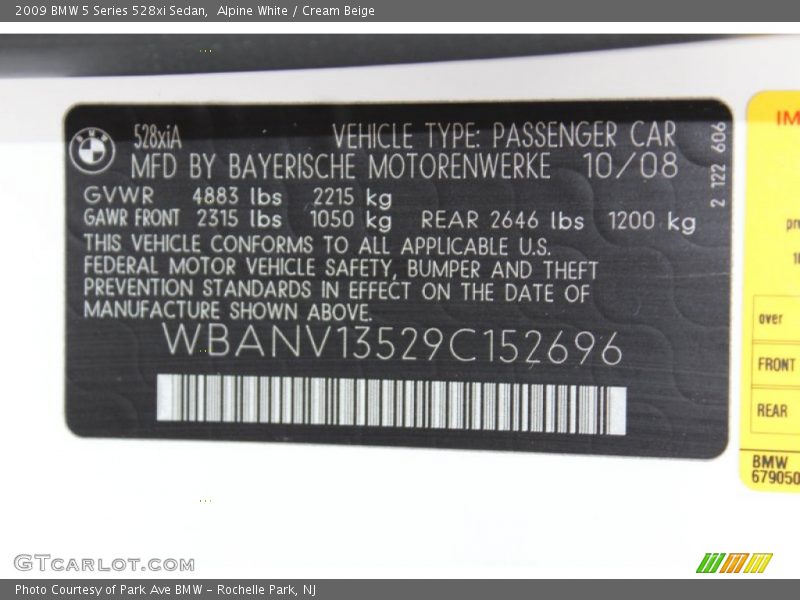 2009 BMW 5 Series 528xi Sedan, Alpine White / Cream Beige
528xiA VEHICLE TYPE: PASSENGER CAR
MFD BY BAYERISCHE MOTORENWERKE 10/08
GVWR 4883 lbs 2215 kg
GAWR FRONT 2315 lbs 1050 kg REAR 2646 lbs 1200 kg
THIS VEHICLE CONFORMS TO ALL APPLICABLE U.S.
FEDERAL MOTOR VEHICLE SAFETY, BUMPER AND THEFT
PREVENTION STANDARDS IN EFFECT ON THE DATE OF
MANUFACTURE SHOWN ABOVE.
WBANV13529C152696
2 122 606
IM
pre
10
over
FRONT
REAR
BMW
679050
GTCARLOT.COM
Photo Courtesy of Park Ave BMW - Rochelle Park, NJ